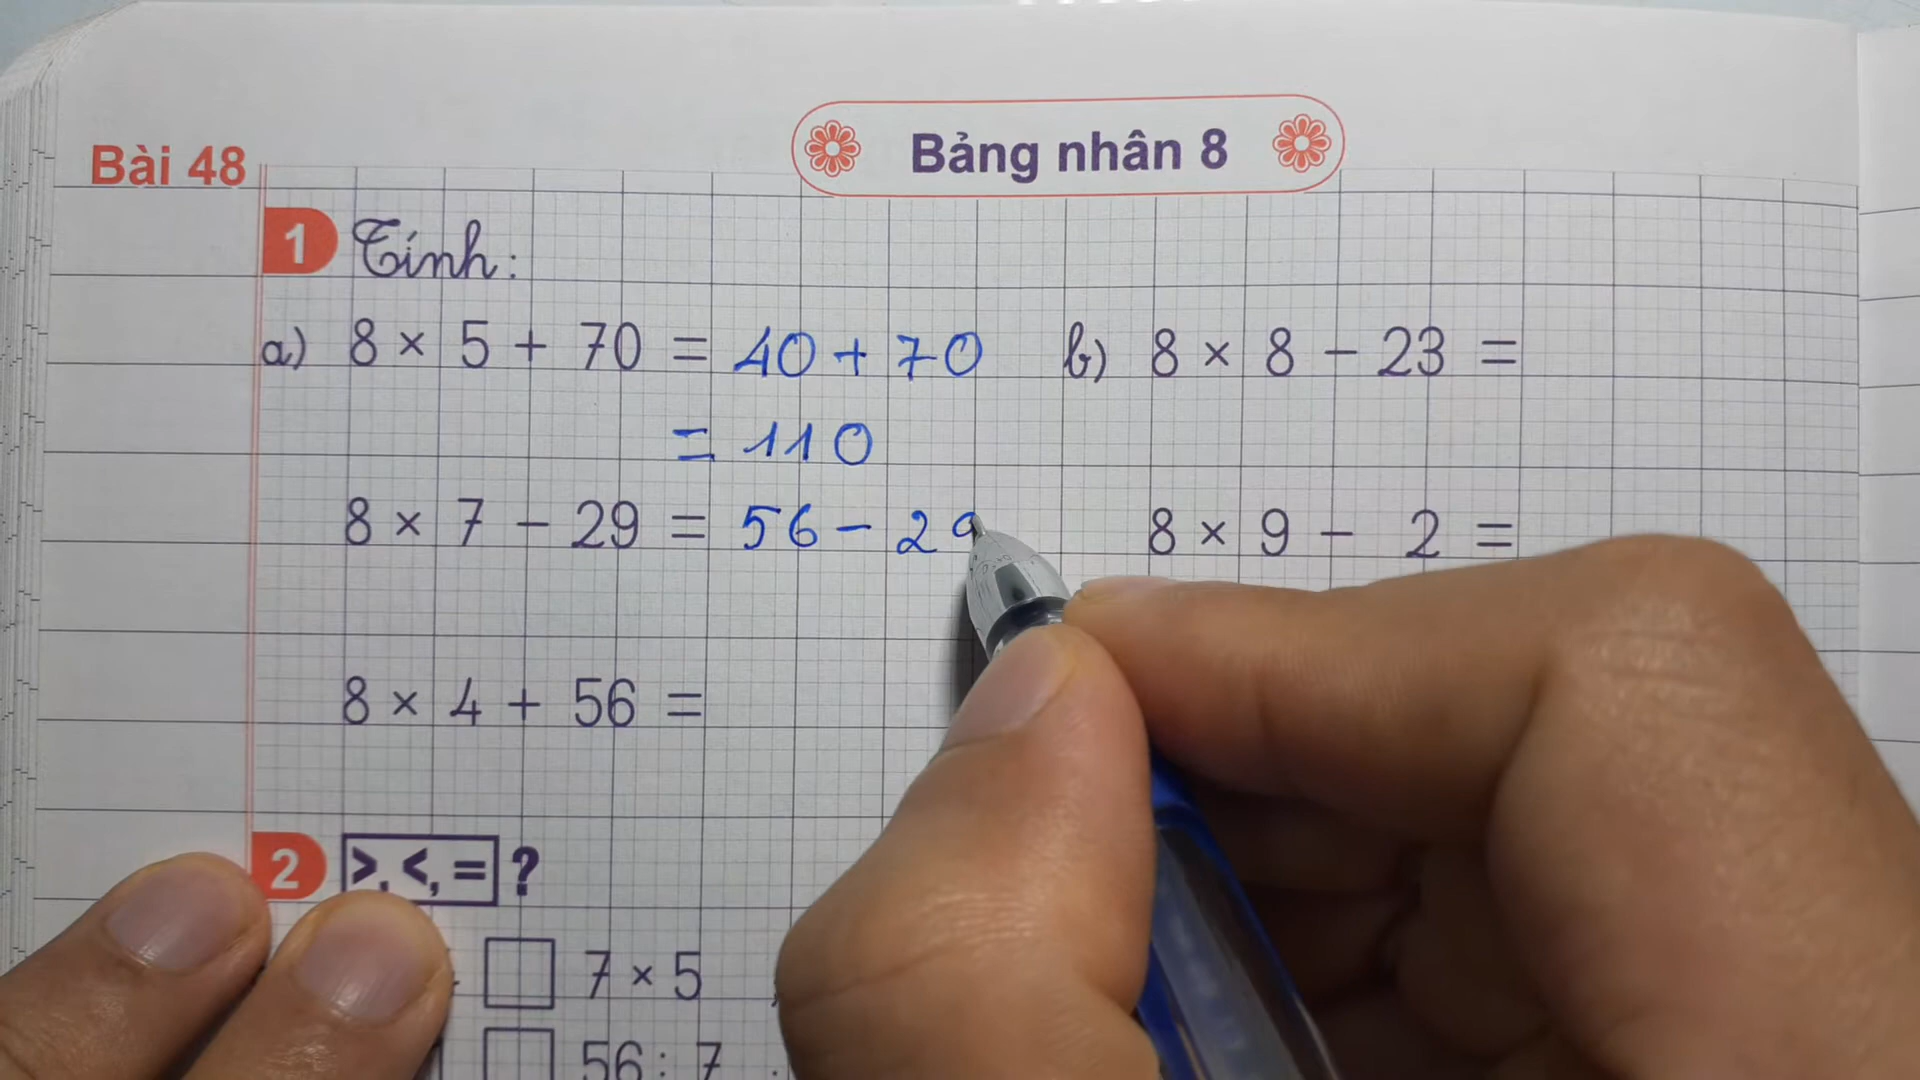 Bài 48
Bảng nhân 8
1 Tính:
a) 8 × 5 + 70 = 40 + 70
= 110
8 × 7 - 29 = 56 - 29
8 × 4 + 56 =
b) 8 × 8 - 23 =
8 × 9 - 2 =
2 >, <, = ?
7 × 5
56 : 7